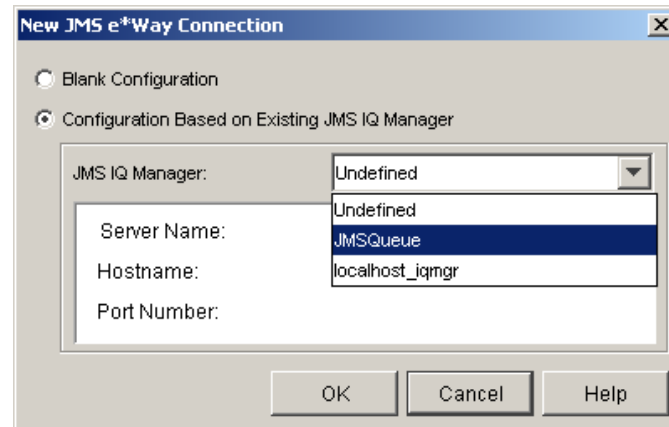 New JMS e*Way Connection
Blank Configuration
Configuration Based on Existing JMS IQ Manager
JMS IQ Manager: Undefined
Undefined
JMSQueue
localhost_iqmgr
Server Name:
Hostname:
Port Number:
OK Cancel Help